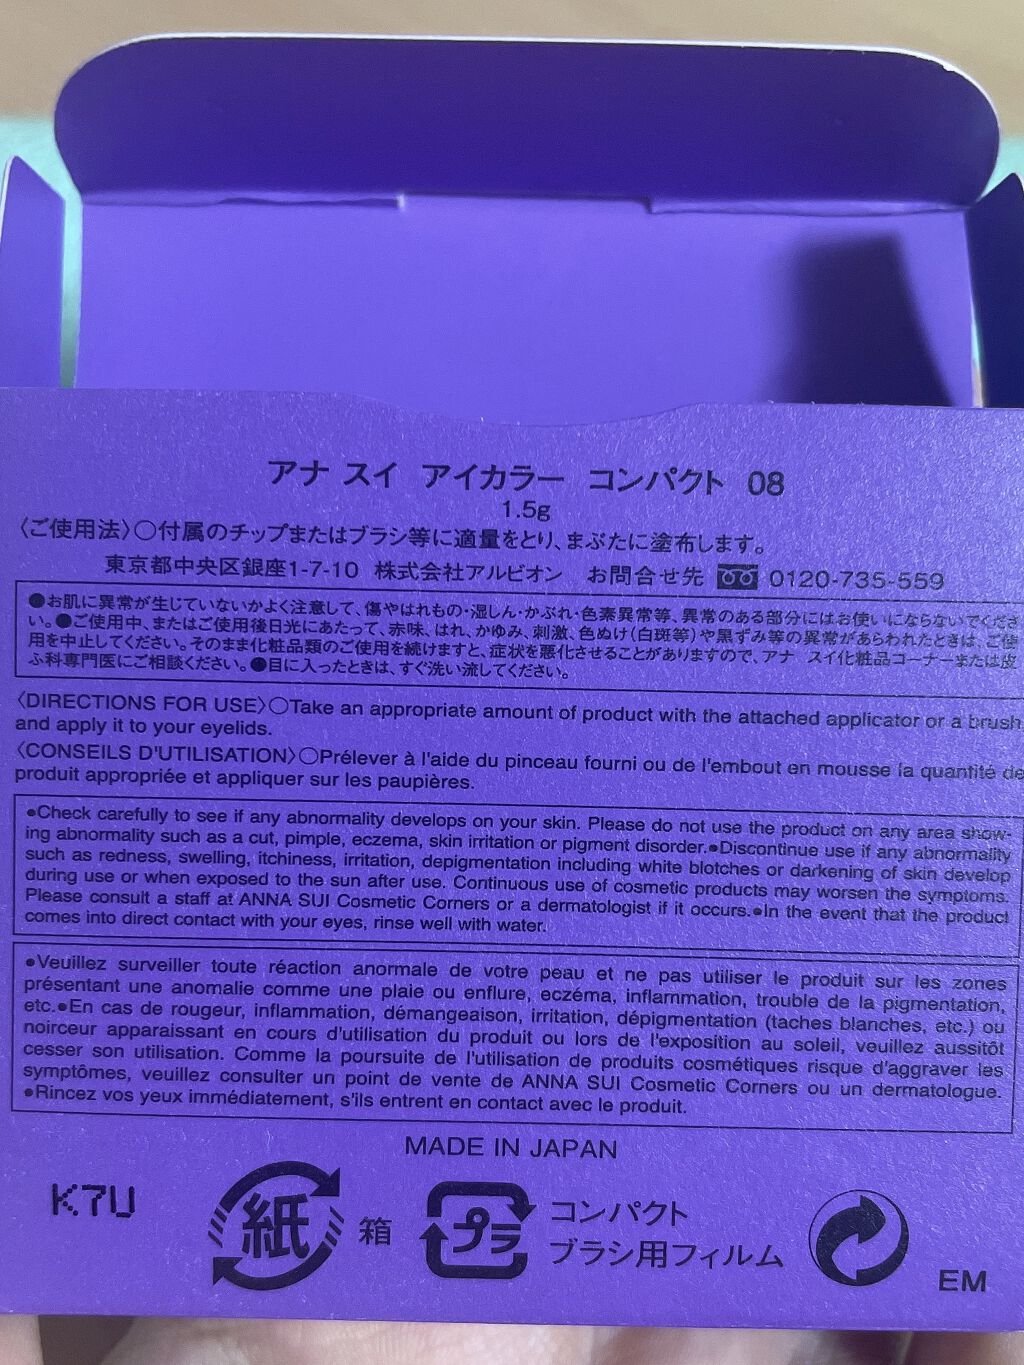 アナ スイ アイカラー コンパクト 08
1.5g
〈ご使用法〉○付属のチップまたはブラシ等に適量をとり、まぶたに塗布します。
東京都中央区銀座1-7-10 株式会社アルビオン お問合せ先 0120-735-559
●お肌に異常が生じていないかよく注意して、傷やはれもの・湿しん・かぶれ・色素異常等、異常のある部分にはお使いにならないでくださ
い。●ご使用中、またはご使用後日光にあたって、赤味、はれ、かゆみ、刺激、色ぬけ(白斑等)や黒ずみ等の異常があらわれたときは、ご使
用を中止してください。そのまま化粧品類のご使用を続けますと、症状を悪化させることがありますので、アナ スイ化粧品コーナーまたは皮
ふ科専門医にご相談ください。●目に入ったときは、すぐ洗い流してください。
〈DIRECTIONS FOR USE〉○Take an appropriate amount of product with the attached applicator or a brush
and apply it to your eyelids.
〈CONSEILS D'UTILISATION〉○Prélever à l'aide du pinceau fourni ou de l'embout en mousse la quantité de
produit appropriée et appliquer sur les paupières.
●Check carefully to see if any abnormality develops on your skin. Please do not use the product on any area show-
ing abnormality such as a cut, pimple, eczema, skin irritation or pigment disorder.●Discontinue use if any abnormality
such as redness, swelling, itchiness, irritation, depigmentation including white blotches or darkening of skin develop
during use or when exposed to the sun after use. Continuous use of cosmetic products may worsen the symptoms.
Please consult a staff at ANNA SUI Cosmetic Corners or a dermatologist if it occurs.●In the event that the product
comes into direct contact with your eyes, rinse well with water.
●Veuillez surveiller toute réaction anormale de votre peau et ne pas utiliser le produit sur les zones
présentant une anomalie comme une plaie ou enflure, eczéma, inflammation, trouble de la pigmentation,
etc.●En cas de rougeur, inflammation, démangeaison, irritation, dépigmentation (taches blanches, etc.) ou
noirceur apparaissant en cours d'utilisation du produit ou lors de l'exposition au soleil, veuillez aussitôt
cesser son utilisation. Comme la poursuite de l'utilisation de produits cosmétiques risque d'aggraver les
symptômes, veuillez consulter un point de vente de ANNA SUI Cosmetic Corners ou un dermatologue.
●Rincez vos yeux immédiatement, s'ils entrent en contact avec le produit.
MADE IN JAPAN
K7U
紙 箱
プラ コンパクト
ブラシ用フィルム
EM